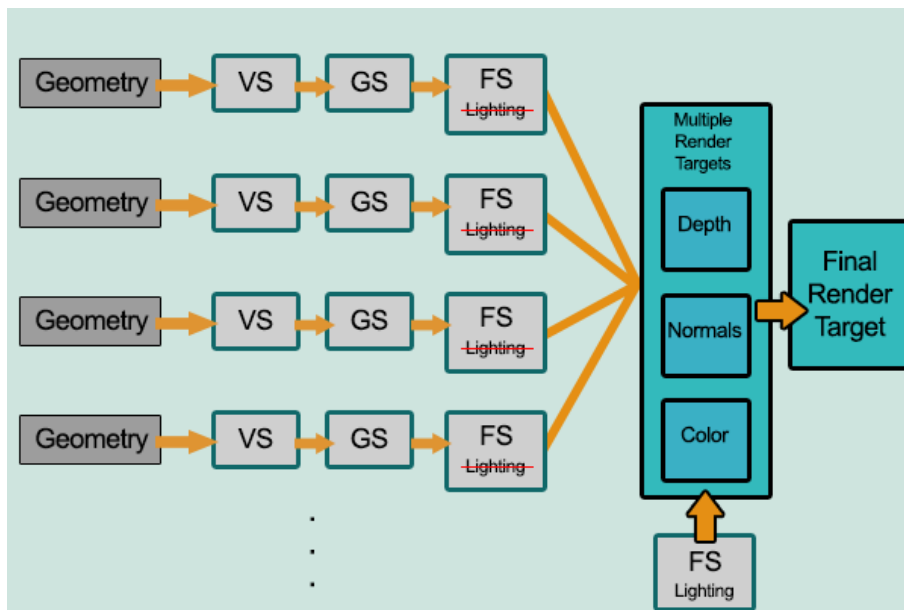 Geometry
VS
GS
FS
Lighting
Geometry
VS
GS
FS
Lighting
Geometry
VS
GS
FS
Lighting
Geometry
VS
GS
FS
Lighting
Multiple
Render
Targets
Depth
Normals
Color
FS
Lighting
Final
Render
Target